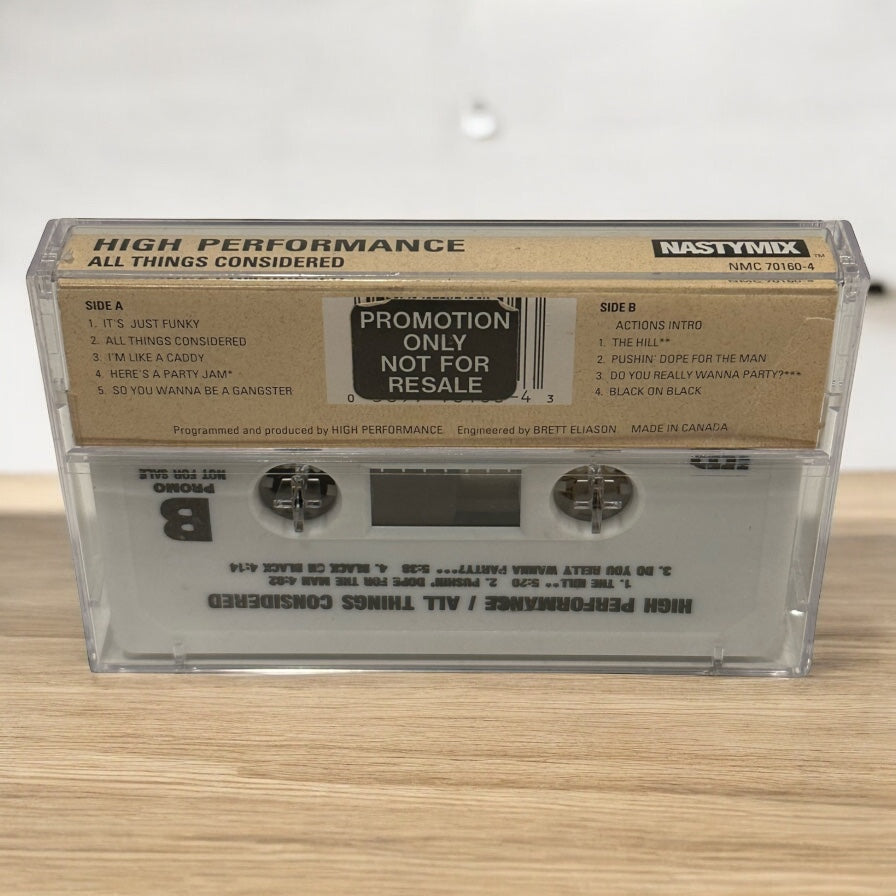 HIGH PERFORMANCE
ALL THINGS CONSIDERED
NASTYMIX™
NMC 70160-4
SIDE A
1. IT'S JUST FUNKY
2. ALL THINGS CONSIDERED
3. I'M LIKE A CADDY
4. HERE'S A PARTY JAM*
5. SO YOU WANNA BE A GANGSTER
PROMOTION
ONLY
NOT FOR
RESALE
SIDE B
ACTIONS INTRO
1. THE HILL**
2. PUSHIN' DOPE FOR THE MAN
3. DO YOU REALLY WANNA PARTY?***
4. BLACK ON BLACK
Programmed and produced by HIGH PERFORMANCE Engineered by BRETT ELIASON MADE IN CANADA
HIGH PERFORMANCE / ALL THINGS CONSIDERED
1. THE HILL** 5:20 2. PUSHIN' DOPE FOR THE MAN 4:02
3. DO YOU RELLY WANNA PARTY?*** 5:38 4. BLACK ON BLACK 4:14
B
PROMO
NOT FOR SALE